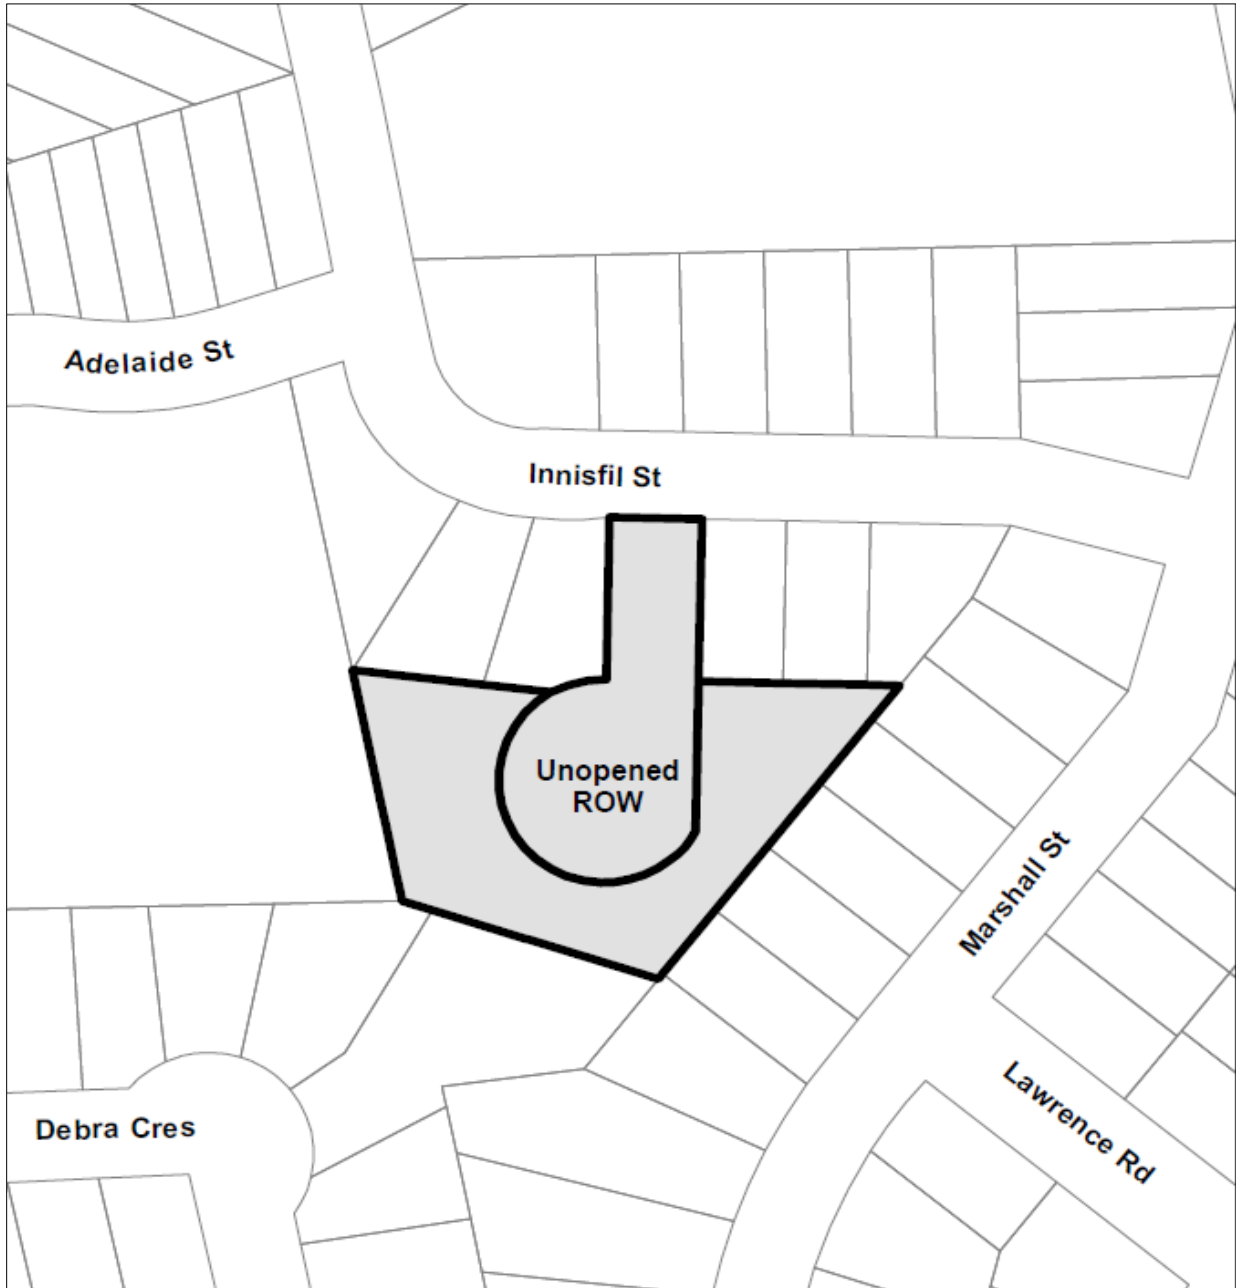 Adelaide St
Innisfil St
Unopened
ROW
Marshall St
Lawrence Rd
Debra Cres